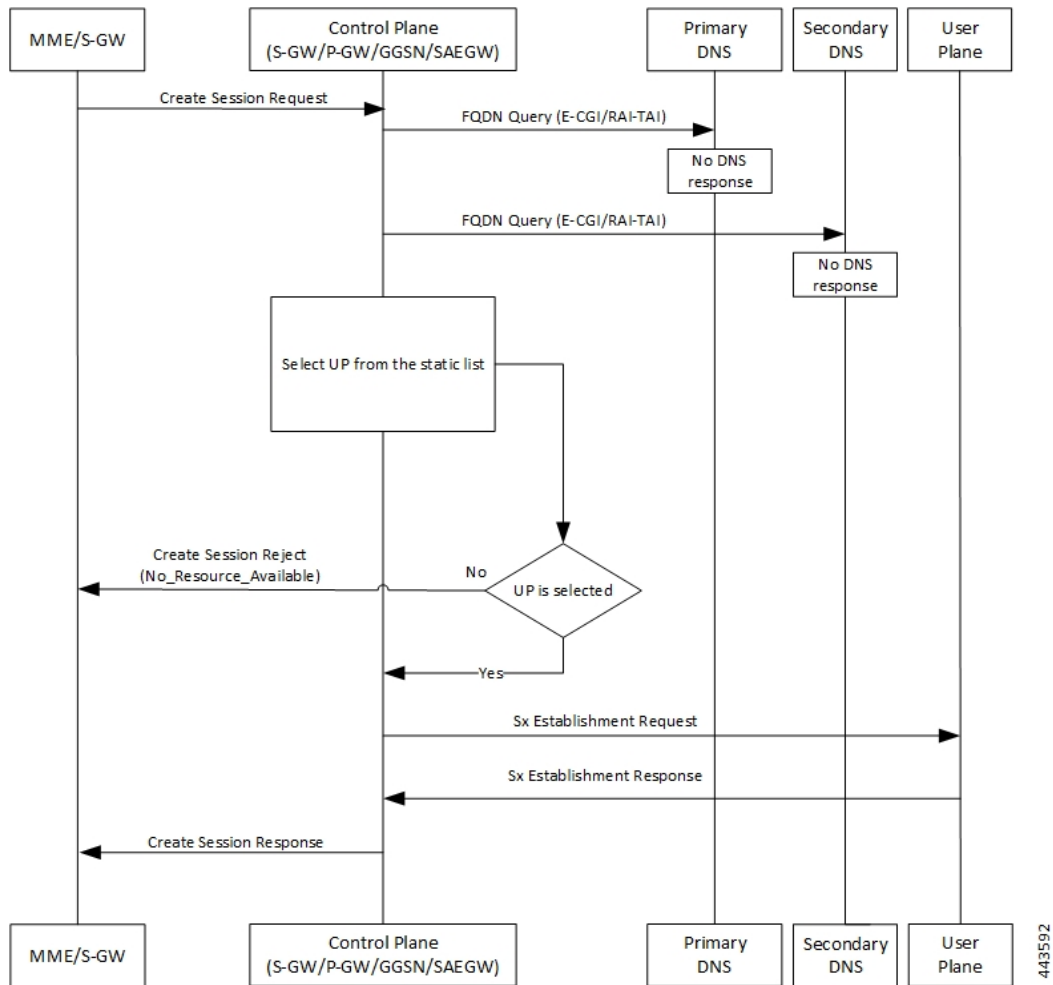 MME/S-GW
Control Plane
(S-GW/P-GW/GGSN/SAEGW)
Primary
DNS
Secondary
DNS
User
Plane
Create Session Request
FQDN Query (E-CGI/RAI-TAI)
No DNS
response
FQDN Query (E-CGI/RAI-TAI)
No DNS
response
Select UP from the static list
Create Session Reject
(No_Resource_Available)
No
UP is selected
Yes
Sx Establishment Request
Sx Establishment Response
Create Session Response
MME/S-GW
Control Plane
(S-GW/P-GW/GGSN/SAEGW)
Primary
DNS
Secondary
DNS
User
Plane
443592